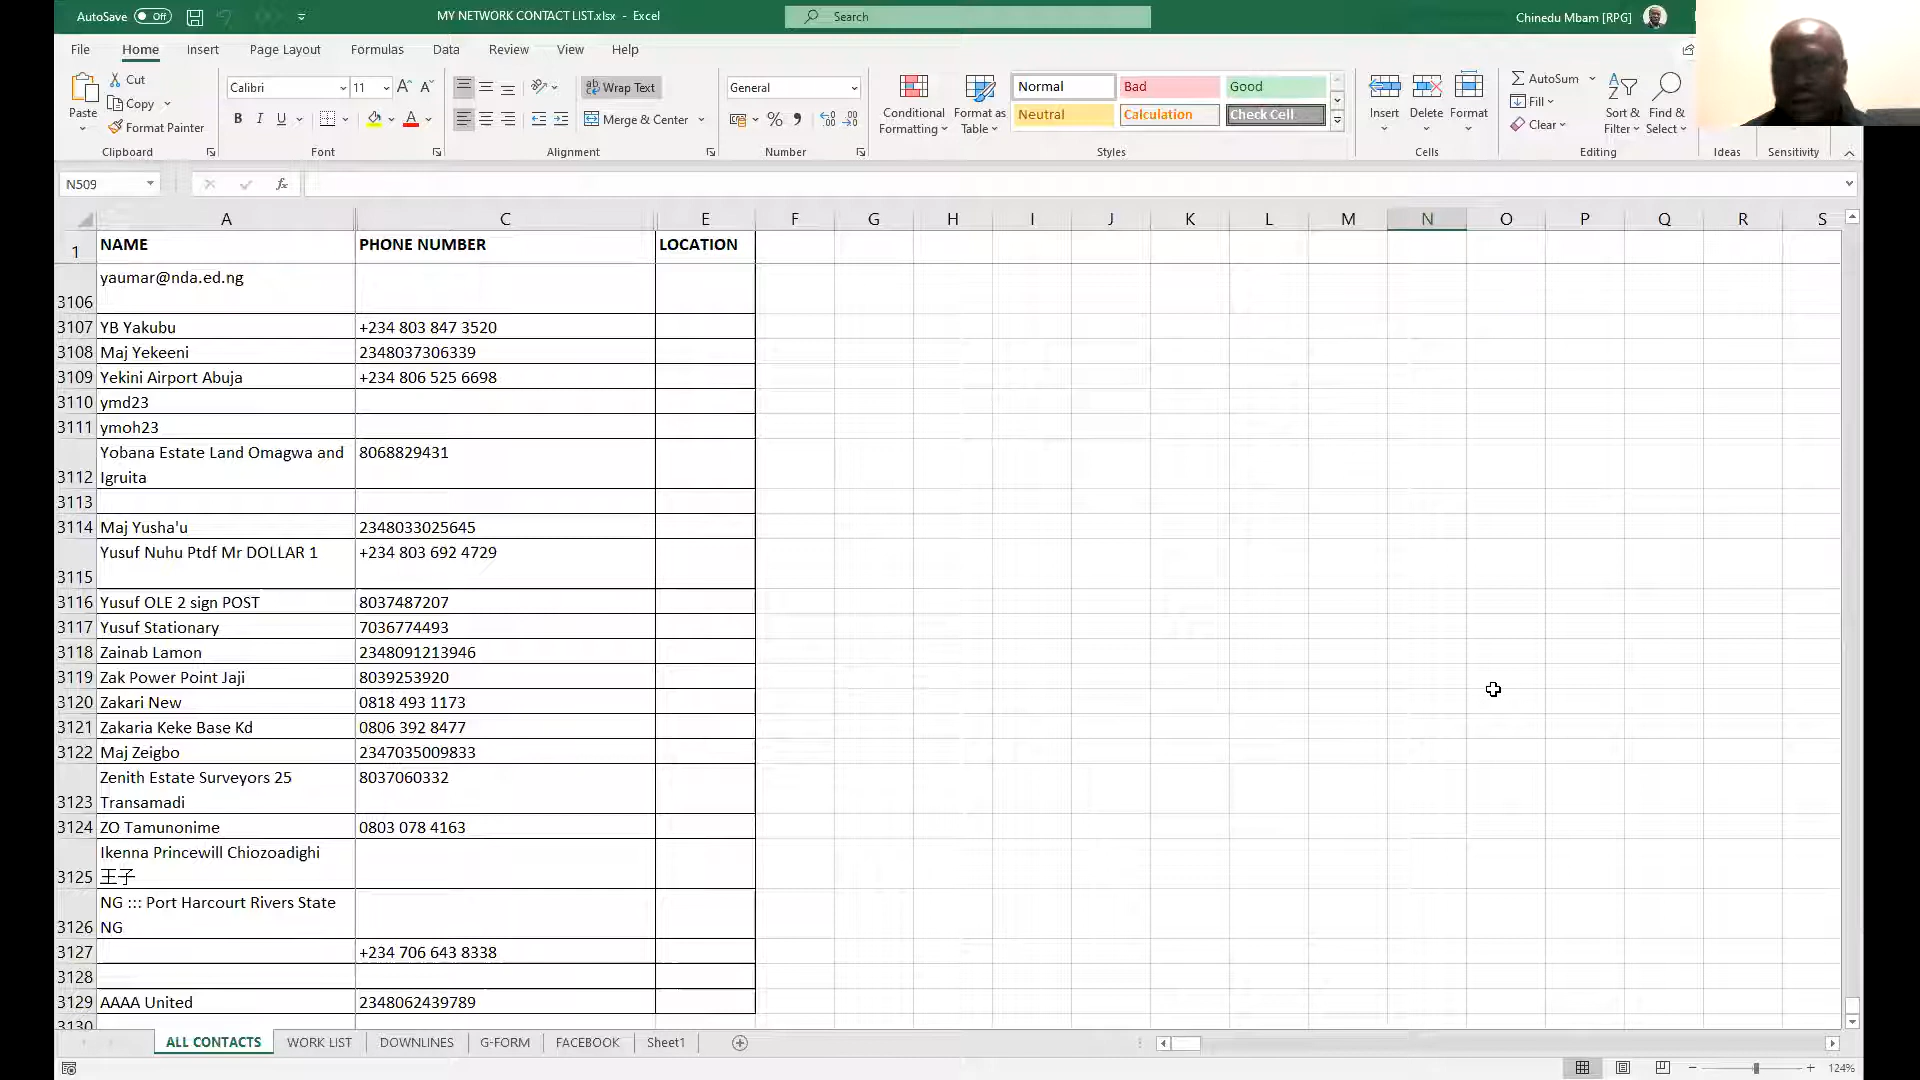 AutoSave Off MY NETWORK CONTACT LIST.xlsx - Excel Search Chinedu Mbam [RPG]
File Home Insert Page Layout Formulas Data Review View Help
Cut
Copy
Format Painter
Paste
Clipboard
Calibri 11
B I U
Font
Wrap Text
Merge & Center
Alignment
General
Number
Conditional Formatting
Format as Table
Normal Bad Good
Neutral Calculation Check Cell
Styles
Insert Delete Format
Cells
AutoSum
Fill
Clear
Sort & Filter
Find & Select
Editing
Ideas
Sensitivity
N509 fx
A C E F G H I J K L M N O P Q R S
1 NAME PHONE NUMBER LOCATION
3106 yaumar@nda.ed.ng
3107 YB Yakubu +234 803 847 3520
3108 Maj Yekeeni 2348037306339
3109 Yekini Airport Abuja +234 806 525 6698
3110 ymd23
3111 ymoh23
3112 Yobana Estate Land Omagwa and Igruita 8068829431
3113
3114 Maj Yusha'u 2348033025645
3115 Yusuf Nuhu Ptdf Mr DOLLAR 1 +234 803 692 4729
3116 Yusuf OLE 2 sign POST 8037487207
3117 Yusuf Stationary 7036774493
3118 Zainab Lamon 2348091213946
3119 Zak Power Point Jaji 8039253920
3120 Zakari New 0818 493 1173
3121 Zakaria Keke Base Kd 0806 392 8477
3122 Maj Zeigbo 2347035009833
3123 Zenith Estate Surveyors 25 Transamadi 8037060332
3124 ZO Tamunonime 0803 078 4163
3125 Ikenna Princewill Chiozoadighi 王子
3126 NG ::: Port Harcourt Rivers State NG
3127 +234 706 643 8338
3128
3129 AAAA United 2348062439789
3130
ALL CONTACTS WORK LIST DOWNLINES G-FORM FACEBOOK Sheet1
124%